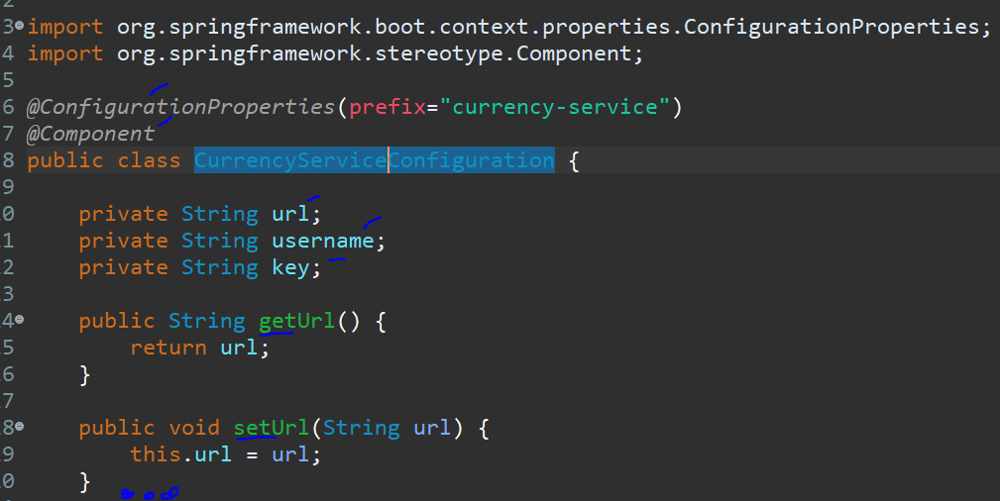 2
3 import org.springframework.boot.context.properties.ConfigurationProperties;
4 import org.springframework.stereotype.Component;
5
6 @ConfigurationProperties(prefix="currency-service")
7 @Component
8 public class CurrencyServiceConfiguration {
9
0 private String url;
1 private String username;
2 private String key;
3
4 public String getUrl() {
5 return url;
6 }
7
8 public void setUrl(String url) {
9 this.url = url;
0 }